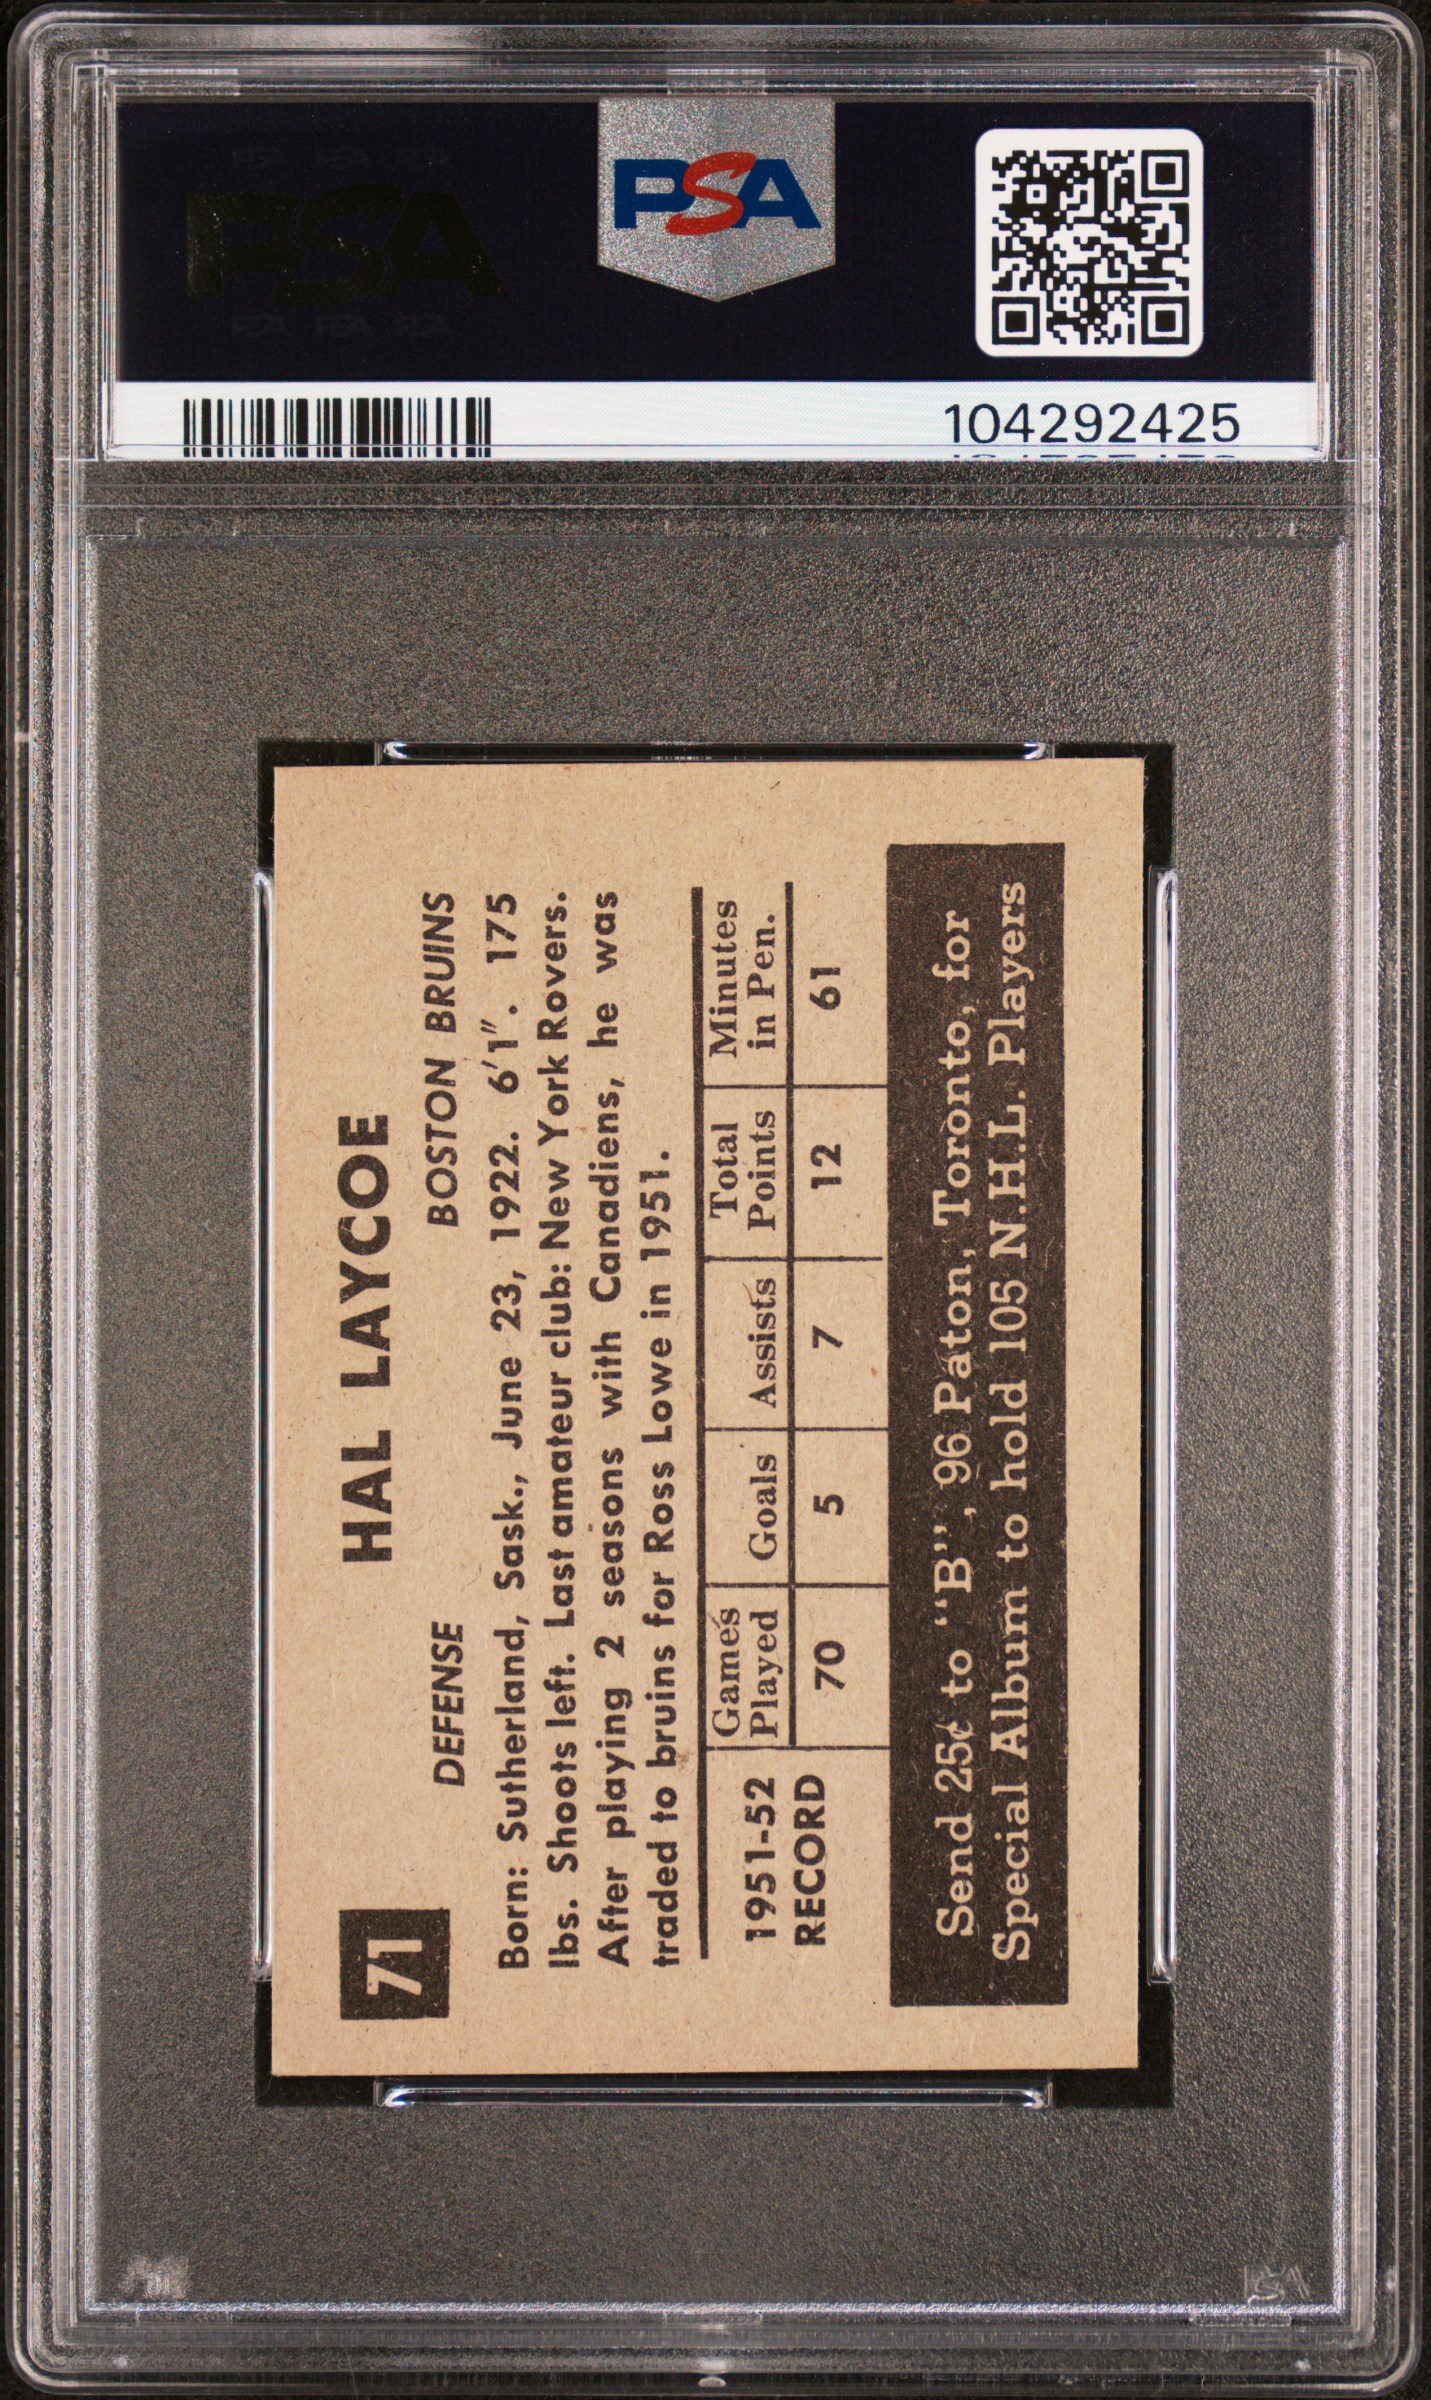 PSA
104292425
71
HAL LAYCOE
DEFENSE BOSTON BRUINS
Born: Sutherland, Sask., June 23, 1922. 6'1". 175
lbs. Shoots left. Last amateur club: New York Rovers.
After playing 2 seasons with Canadiens, he was
traded to bruins for Ross Lowe in 1951.
1951-52 RECORD
Games Played Goals Assists Total Points Minutes in Pen.
70 5 7 12 61
Send 25¢ to "B", 96 Paton, Toronto, for
Special Album to hold 105 N.H.L. Players
PSA
PSA